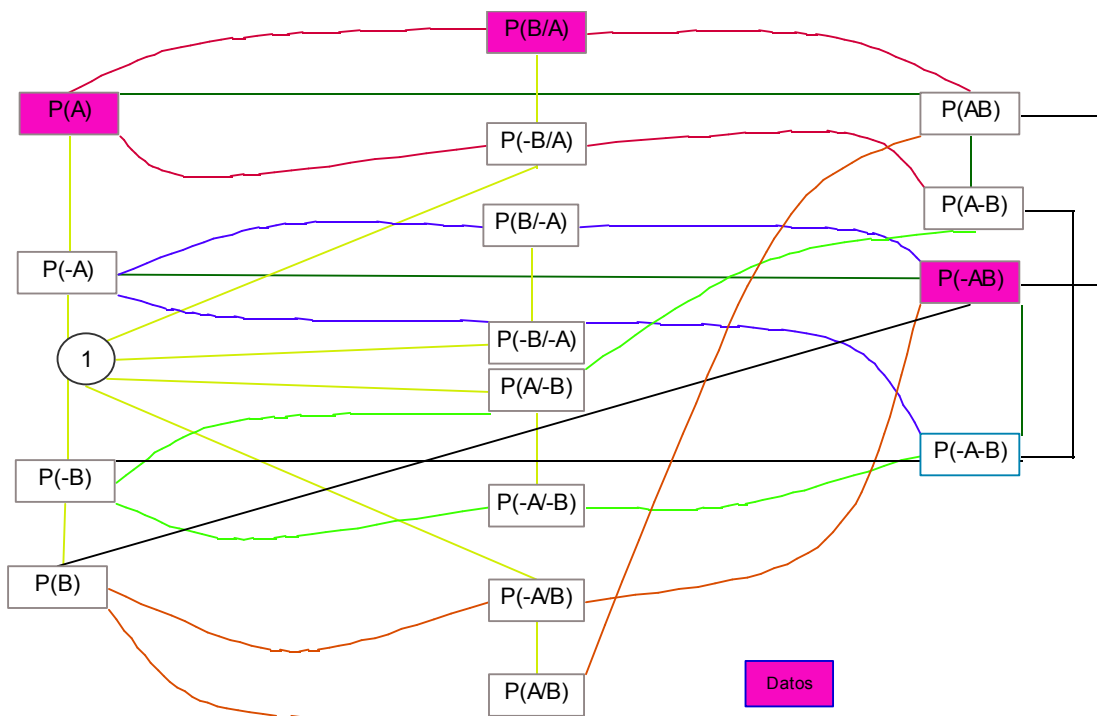 P(B/A)
P(A)
P(AB)
P(-B/A)
P(A-B)
P(B/-A)
P(-A)
P(-AB)
P(-B/-A)
1
P(A/-B)
P(-A-B)
P(-B)
P(-A/-B)
P(B)
P(-A/B)
P(A/B)
Datos